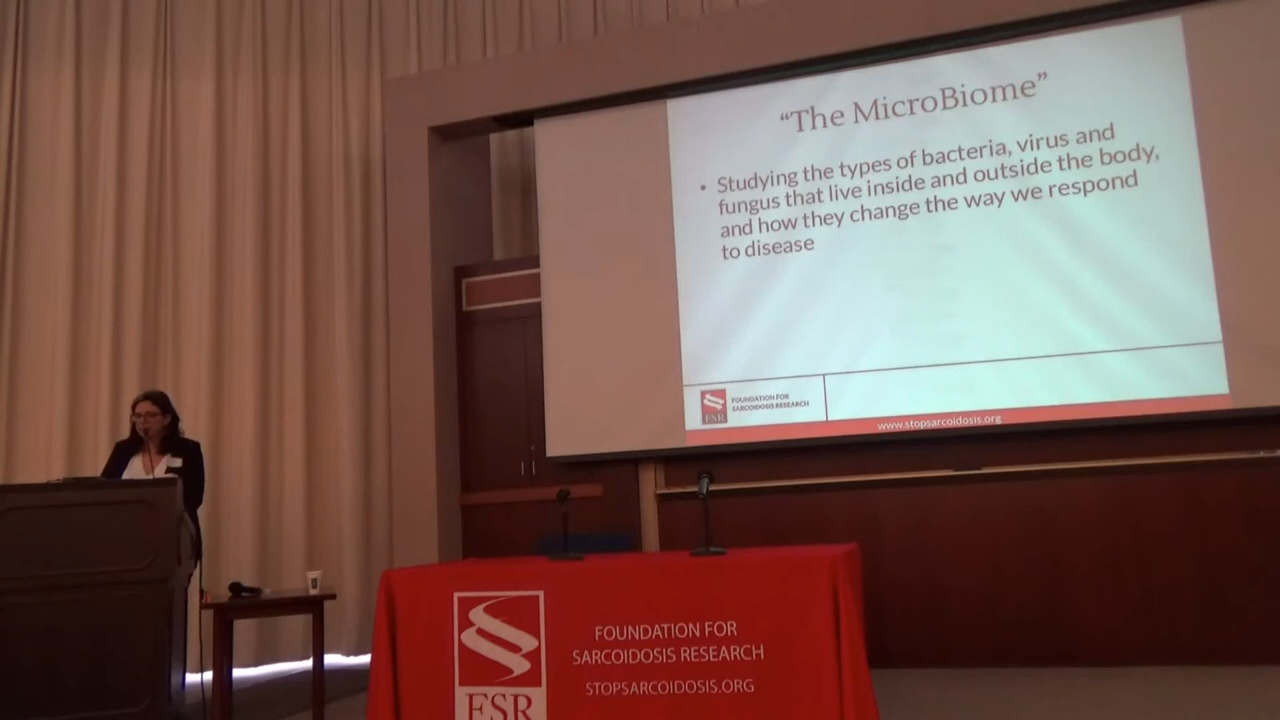 “The MicroBiome”
• Studying the types of bacteria, virus and
fungus that live inside and outside the body,
and how they change the way we respond
to disease
FSR
FOUNDATION FOR
SARCOIDOSIS RESEARCH
www.stopsarcoidosis.org
FSR
FOUNDATION FOR
SARCOIDOSIS RESEARCH
STOPSARCOIDOSIS.ORG